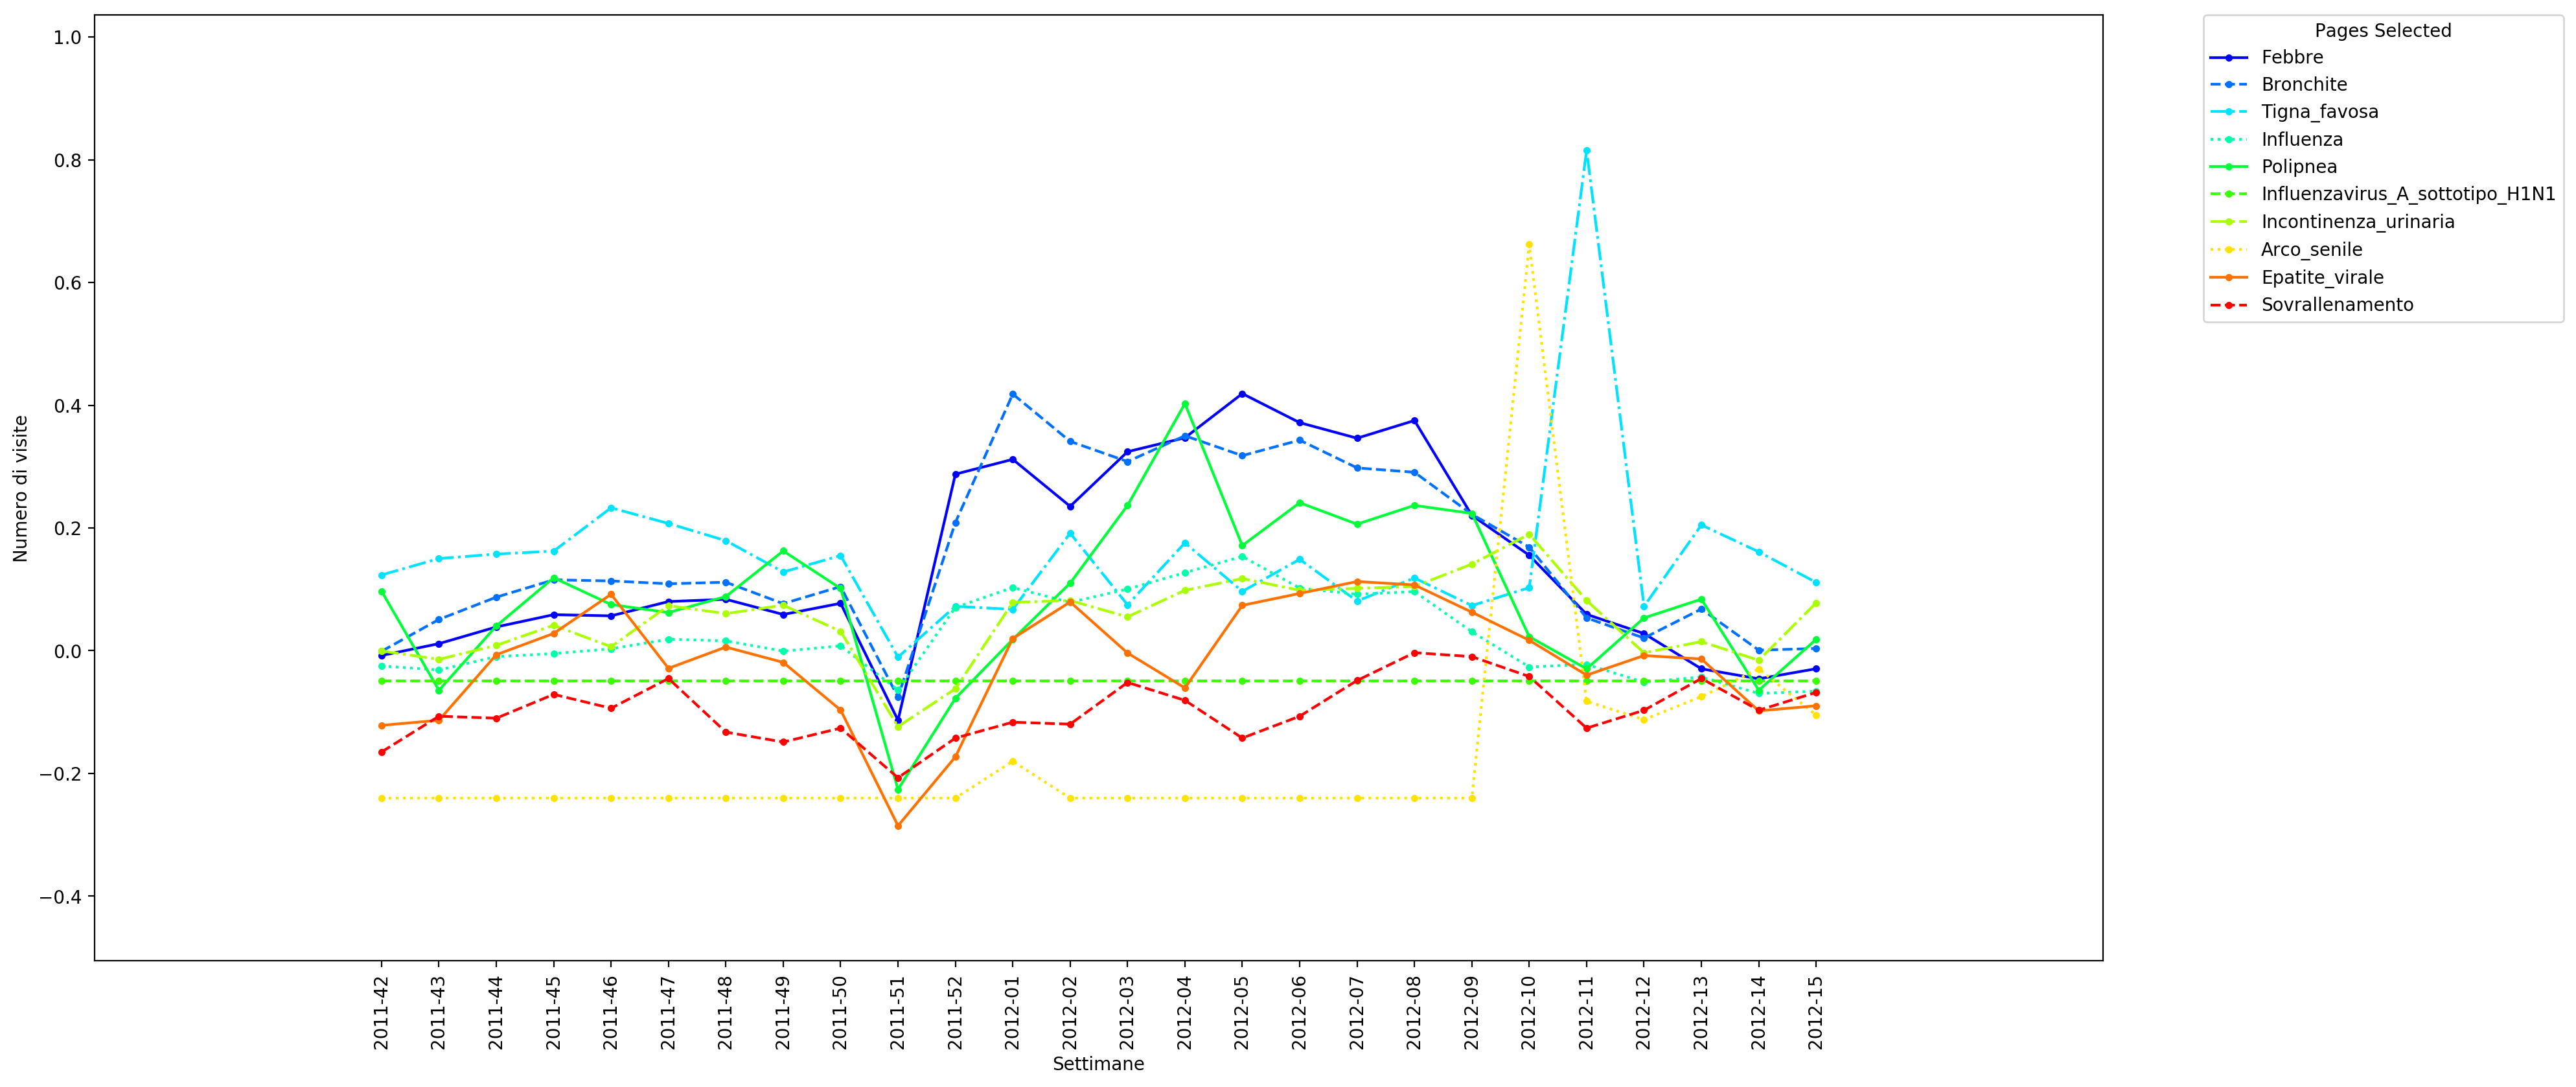 1.0
0.8
0.6
0.4
0.2
0.0
−0.2
−0.4
Numero di visite
2011-42
2011-43
2011-44
2011-45
2011-46
2011-47
2011-48
2011-49
2011-50
2011-51
2011-52
2012-01
2012-02
2012-03
2012-04
2012-05
2012-06
2012-07
2012-08
2012-09
2012-10
2012-11
2012-12
2012-13
2012-14
2012-15
Settimane
Pages Selected
Febbre
Bronchite
Tigna_favosa
Influenza
Polipnea
Influenzavirus_A_sottotipo_H1N1
Incontinenza_urinaria
Arco_senile
Epatite_virale
Sovrallenamento